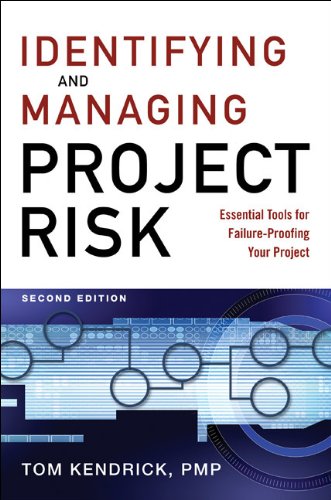 IDENTIFYING
AND
MANAGING
PROJECT
RISK
Essential Tools for
Failure-Proofing
Your Project
SECOND EDITION
TOM KENDRICK, PMP